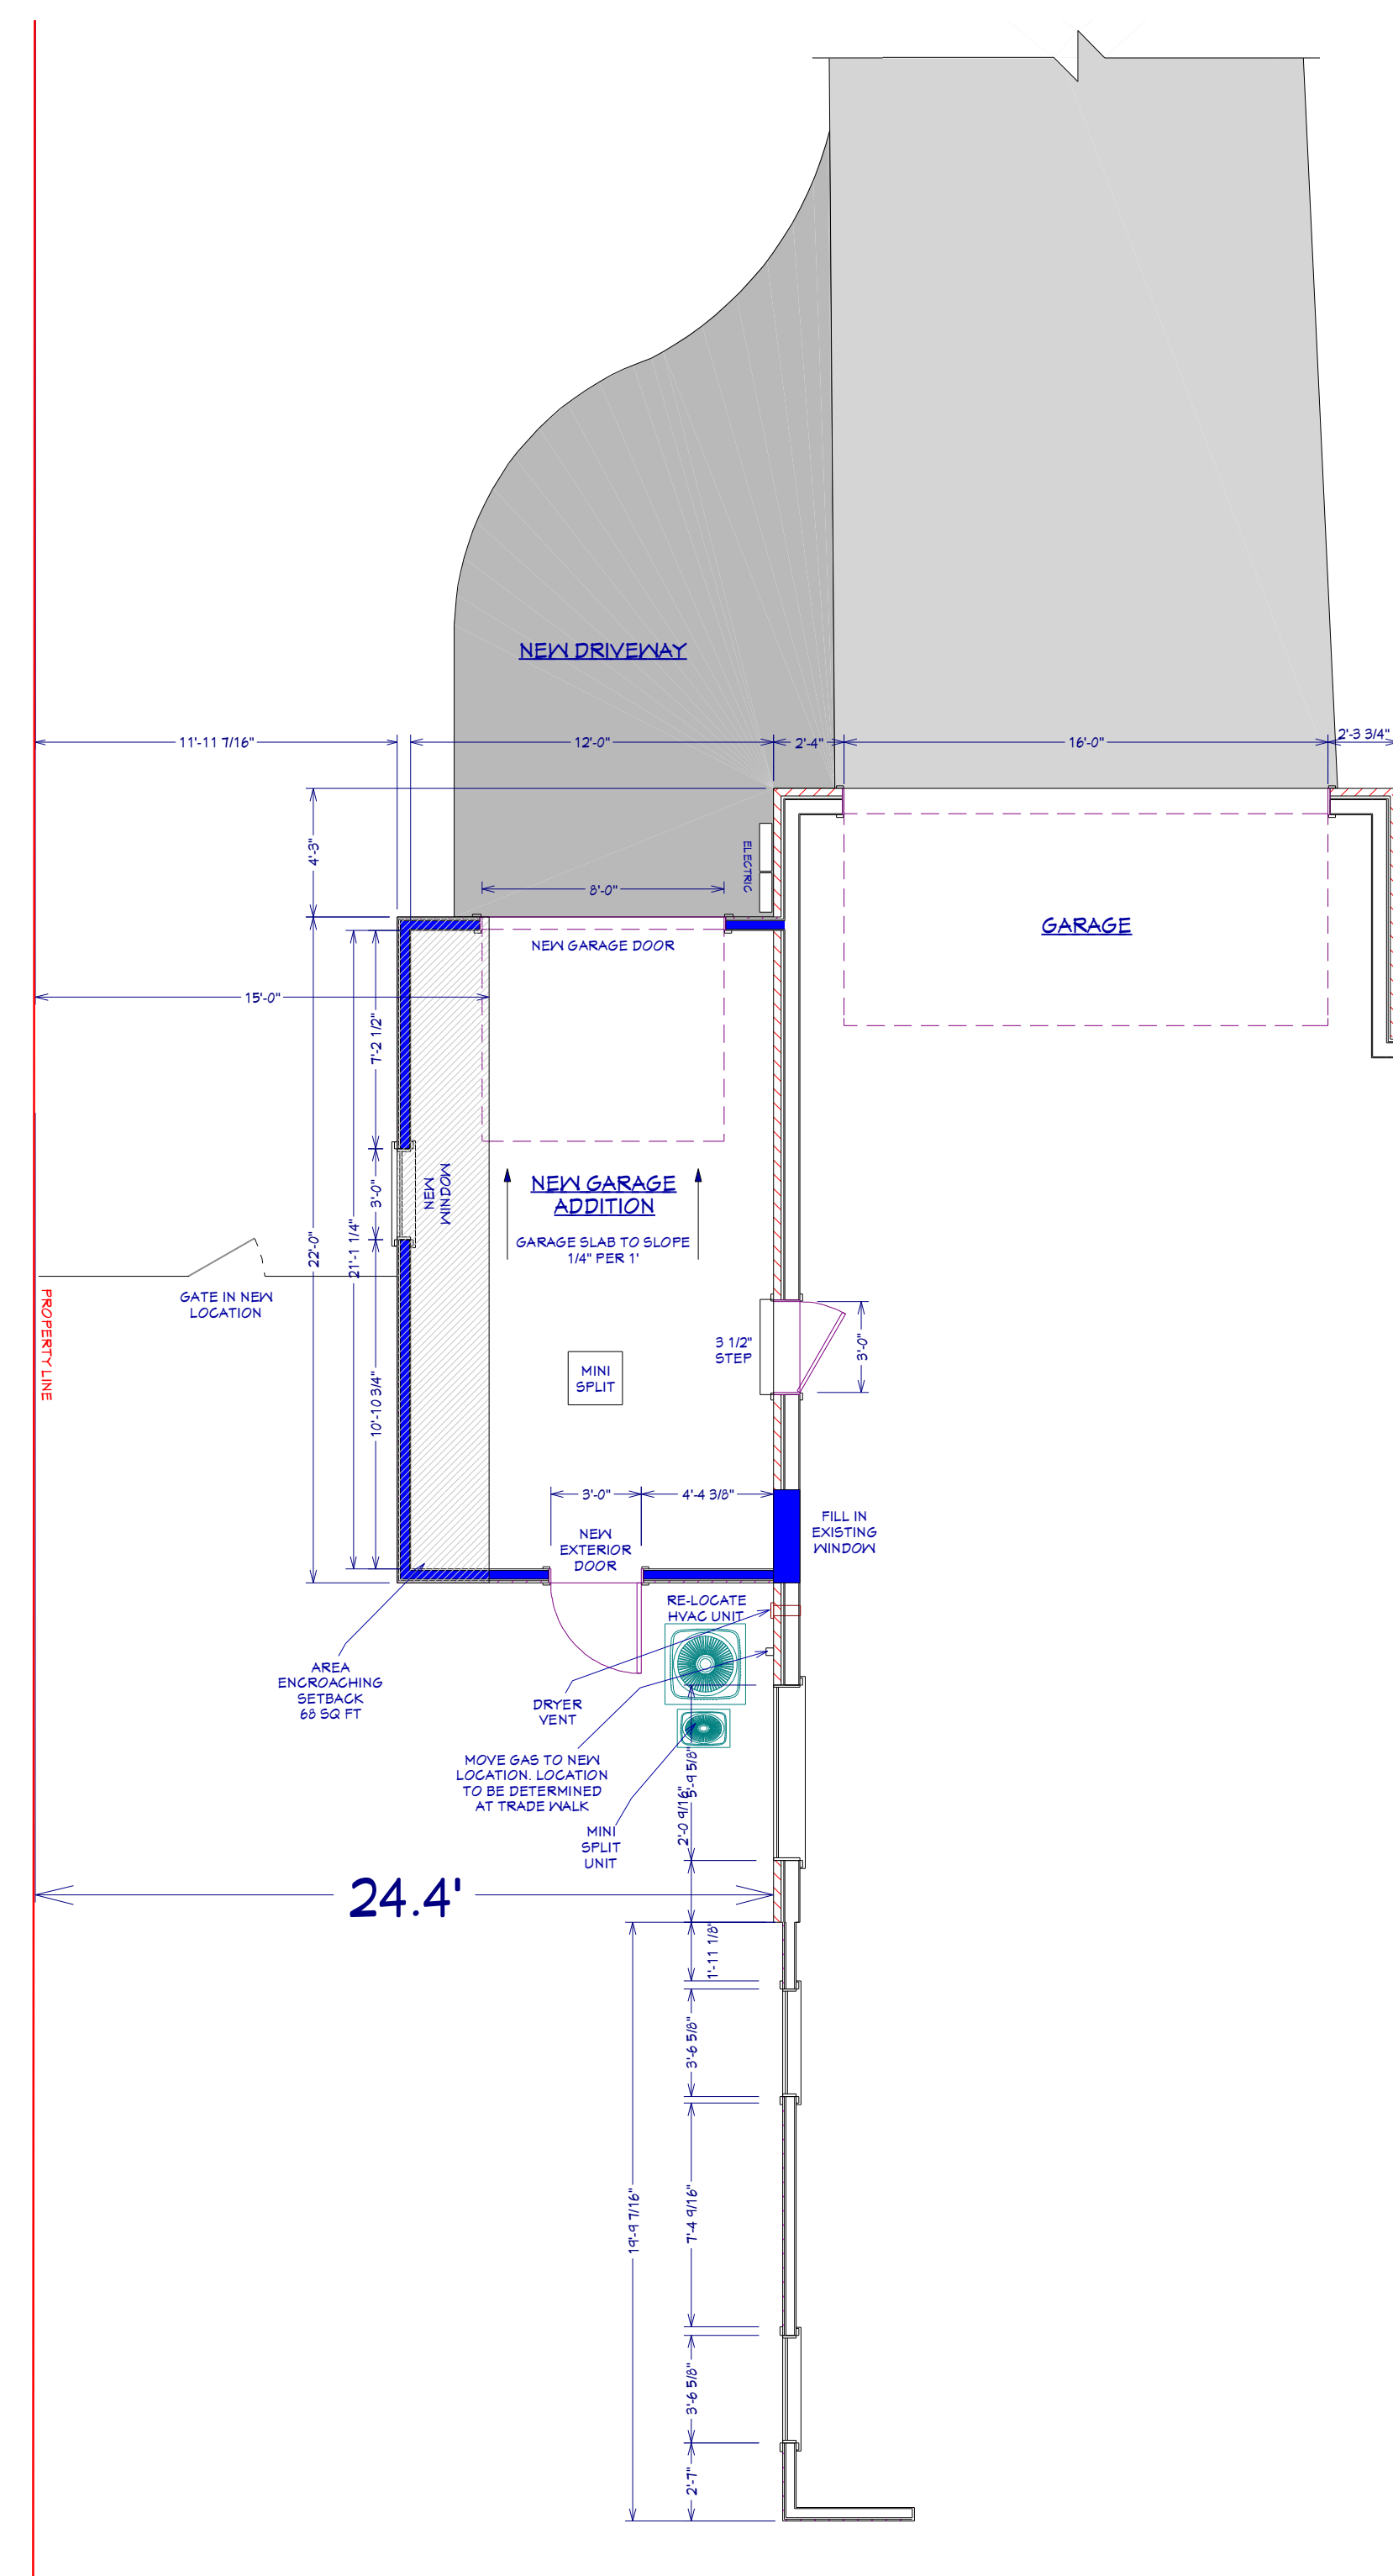 NEW DRIVEWAY
11'-11 7/16"
12'-0"
2'-4"
16'-0"
2'-3 3/4"
4'-3"
ELECTRIC
8'-0"
GARAGE
NEW GARAGE DOOR
15'-0"
7'-2 1/2"
NEW
WINDOW
3'-0"
22'-0"
21'-1 1/4"
NEW GARAGE
ADDITION
GARAGE SLAB TO SLOPE
1/4" PER 1'
GATE IN NEW
LOCATION
PROPERTY LINE
3 1/2"
STEP
3'-0"
MINI
SPLIT
10'-10 3/4"
3'-0"
4'-4 3/8"
NEW
EXTERIOR
DOOR
FILL IN
EXISTING
WINDOW
RE-LOCATE
HVAC UNIT
AREA
ENCROACHING
SETBACK
68 SQ FT
DRYER
VENT
MOVE GAS TO NEW
LOCATION. LOCATION
TO BE DETERMINED
AT TRADE WALK
5'-9 5/8"
2'-0 9/16"
MINI
SPLIT
UNIT
24.4'
1'-11 1/8"
3'-6 5/8"
19'-9 7/16"
7'-4 9/16"
3'-6 5/8"
2'-7"